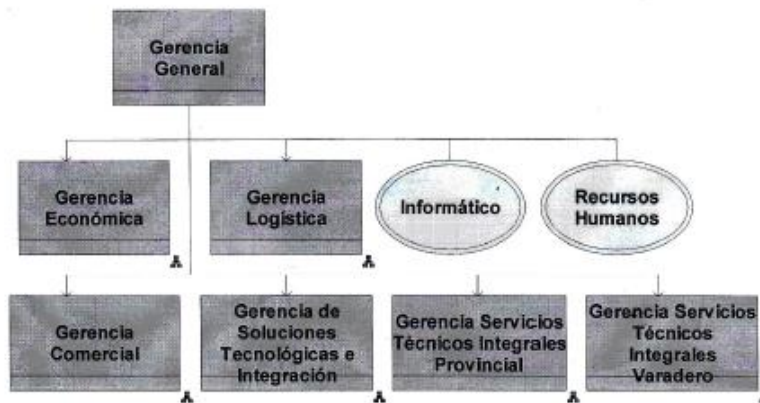 Gerencia
General
Gerencia
Económica
Gerencia
Logística
Informático
Recursos
Humanos
Gerencia
Comercial
Gerencia de
Soluciones
Tecnológicas e
Integración
Gerencia Servicios
Técnicos Integrales
Provincial
Gerencia Servicios
Técnicos
Integrales
Varadero